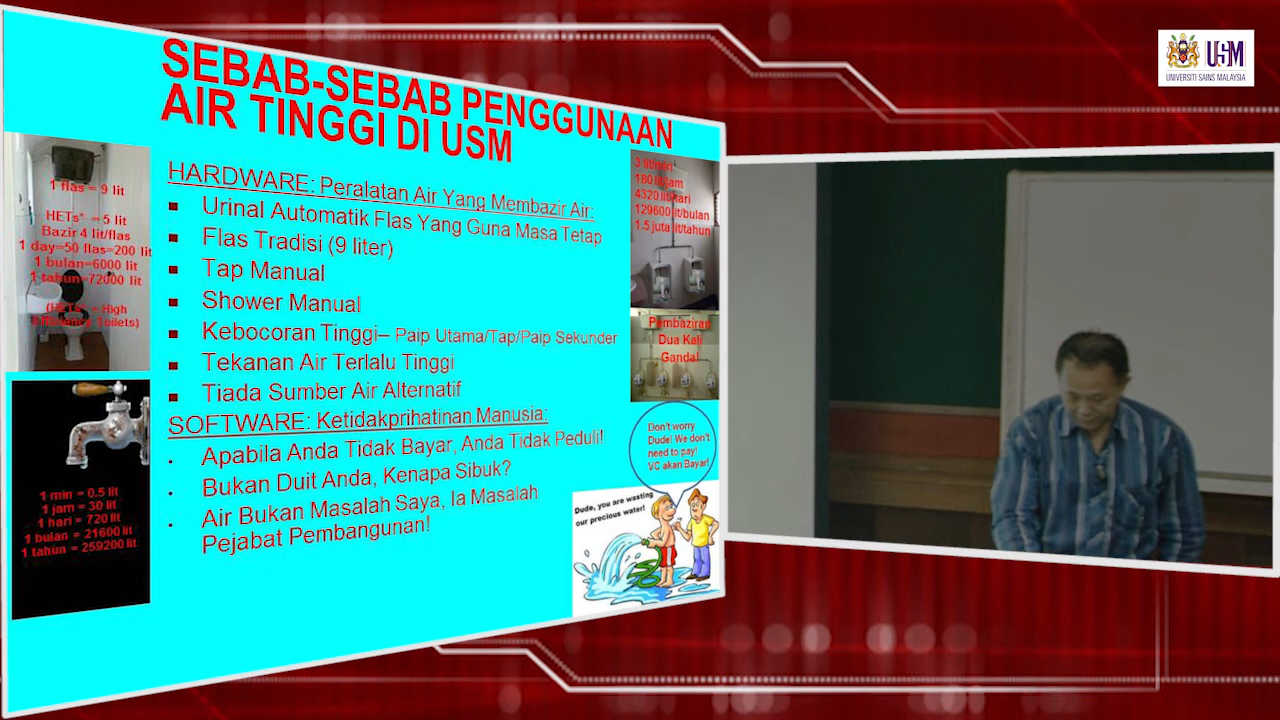 SEBAB-SEBAB PENGGUNAAN
AIR TINGGI DI USM
HARDWARE: Peralatan Air Yang Membazir Air:
Urinal Automatik Flas Yang Guna Masa Tetap
Flas Tradisi (9 liter)
Tap Manual
Shower Manual
Kebocoran Tinggi– Paip Utama/Tap/Paip Sekunder
Tekanan Air Terlalu Tinggi
Tiada Sumber Air Alternatif
SOFTWARE: Ketidakprihatinan Manusia:
Apabila Anda Tidak Bayar, Anda Tidak Peduli!
Bukan Duit Anda, Kenapa Sibuk?
Air Bukan Masalah Saya, Ia Masalah
Pejabat Pembangunan!
1 flas = 9 lit
HETs* = 5 lit
Bazir 4 lit/flas
1 day=50 flas=200 lit
1 bulan=6000 lit
1 tahun=72000 lit
(HETs* = High
Efficiency Toilets)
1 min = 0.5 lit
1 jam = 30 lit
1 hari = 720 lit
1 bulan = 21600 lit
1 tahun = 259200 lit
3 lit/min
180 lit/jam
4320 lit/hari
129600 lit/bulan
1.5 juta lit/tahun
Pembaziran
Dua Kali
Ganda!
Don't worry
Dude! We don't
need to pay!
VC akan Bayar!
Dude, you are wasting
our precious water!
USM
UNIVERSITI SAINS MALAYSIA